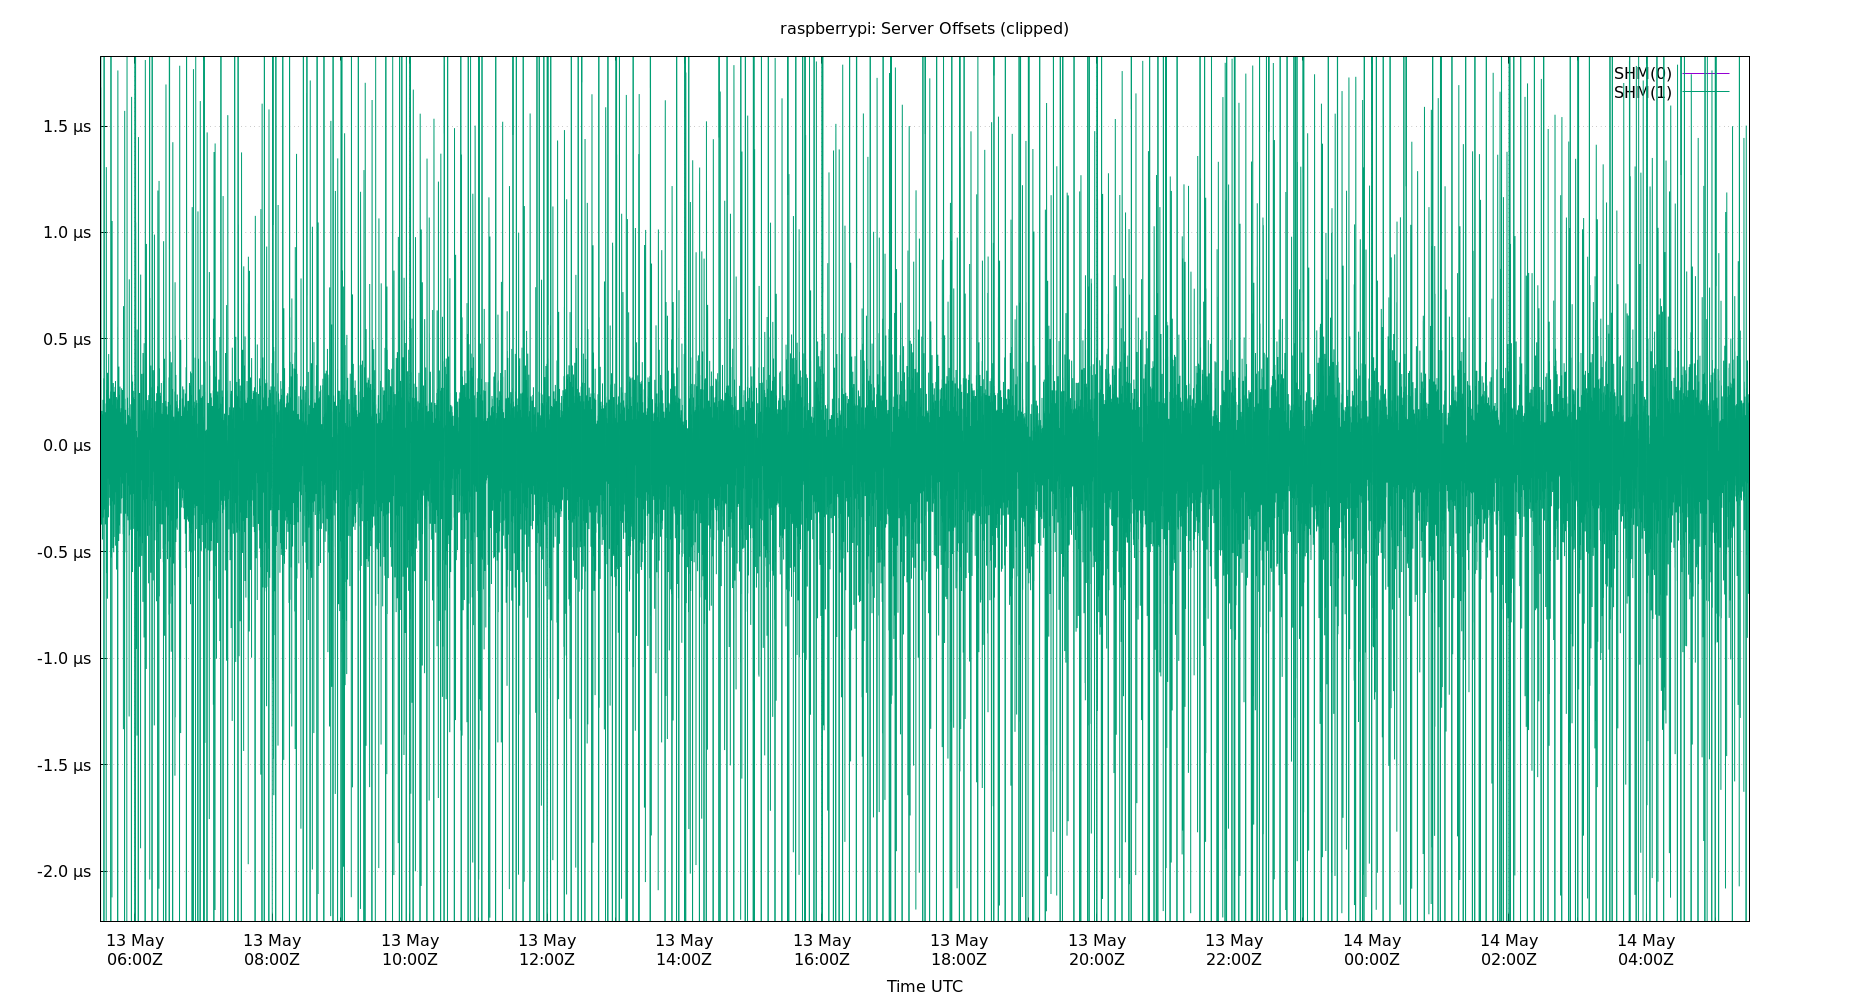 raspberrypi: Server Offsets (clipped)
SHM(0)
SHM(1)
1.5 µs
1.0 µs
0.5 µs
0.0 µs
-0.5 µs
-1.0 µs
-1.5 µs
-2.0 µs
13 May 13 May 13 May 13 May 13 May 13 May 13 May 13 May 13 May 14 May 14 May 14 May
06:00Z 08:00Z 10:00Z 12:00Z 14:00Z 16:00Z 18:00Z 20:00Z 22:00Z 00:00Z 02:00Z 04:00Z
Time UTC